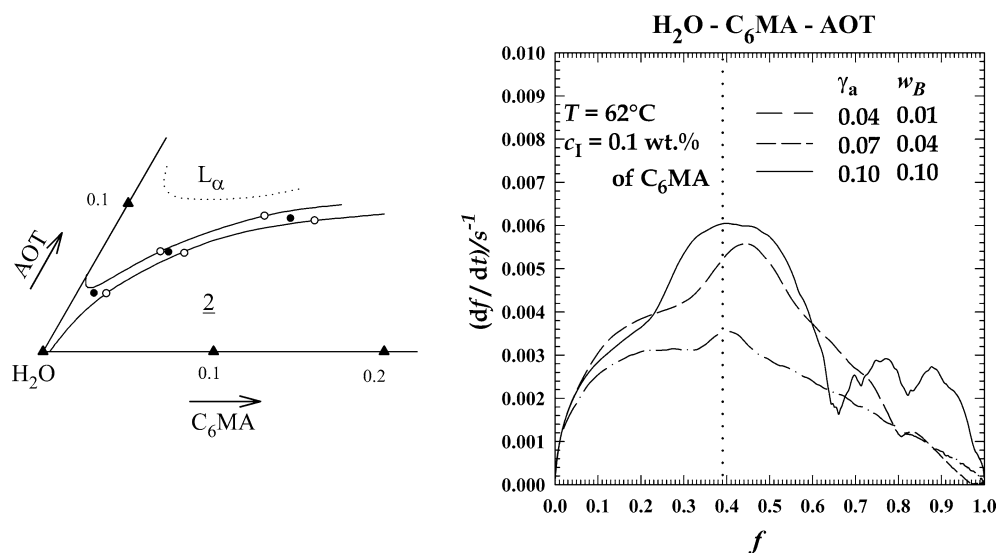 L_α
0.1
AOT
2
H₂O
0.1
0.2
C₆MA
H₂O - C₆MA - AOT
0.010
0.009
0.008
0.007
0.006
0.005
0.004
0.003
0.002
0.001
0.000
(df / dt)/s⁻¹
T = 62°C
c_I = 0.1 wt.%
of C₆MA
γ_a w_B
0.04 0.01
0.07 0.04
0.10 0.10
0.0 0.1 0.2 0.3 0.4 0.5 0.6 0.7 0.8 0.9 1.0
f